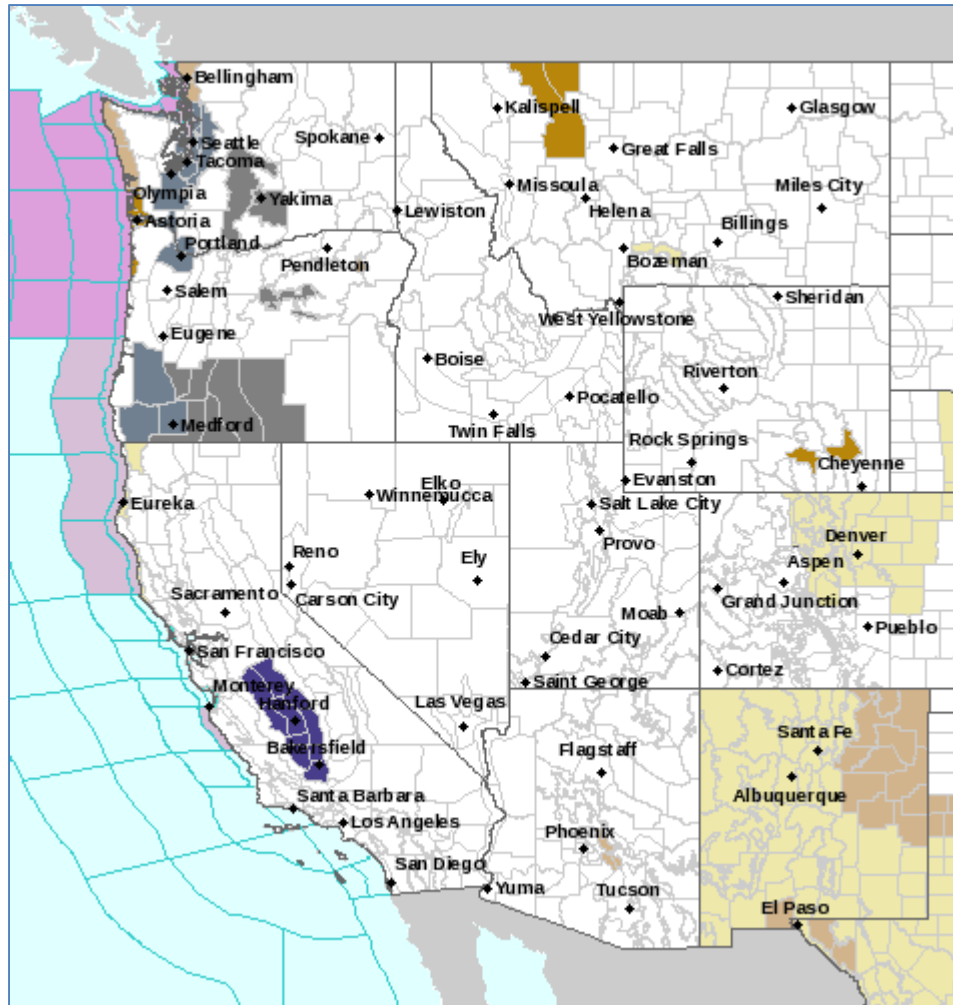 Bellingham
Kalispell
Glasgow
Seattle
Spokane
Great Falls
Tacoma
Missoula
Miles City
Olympia
Yakima
Helena
Lewiston
Astoria
Billings
Portland
Pendleton
Bozeman
Salem
Sheridan
West Yellowstone
Eugene
Boise
Riverton
Pocatello
Medford
Twin Falls
Rock Springs
Cheyenne
Elko
Evanston
Winnemucca
Eureka
Salt Lake City
Denver
Provo
Reno
Ely
Aspen
Sacramento
Carson City
Grand Junction
Moab
Pueblo
Cedar City
San Francisco
Cortez
Saint George
Monterey
Las Vegas
Hanford
Santa Fe
Bakersfield
Flagstaff
Albuquerque
Santa Barbara
Los Angeles
Phoenix
San Diego
Yuma
Tucson
El Paso